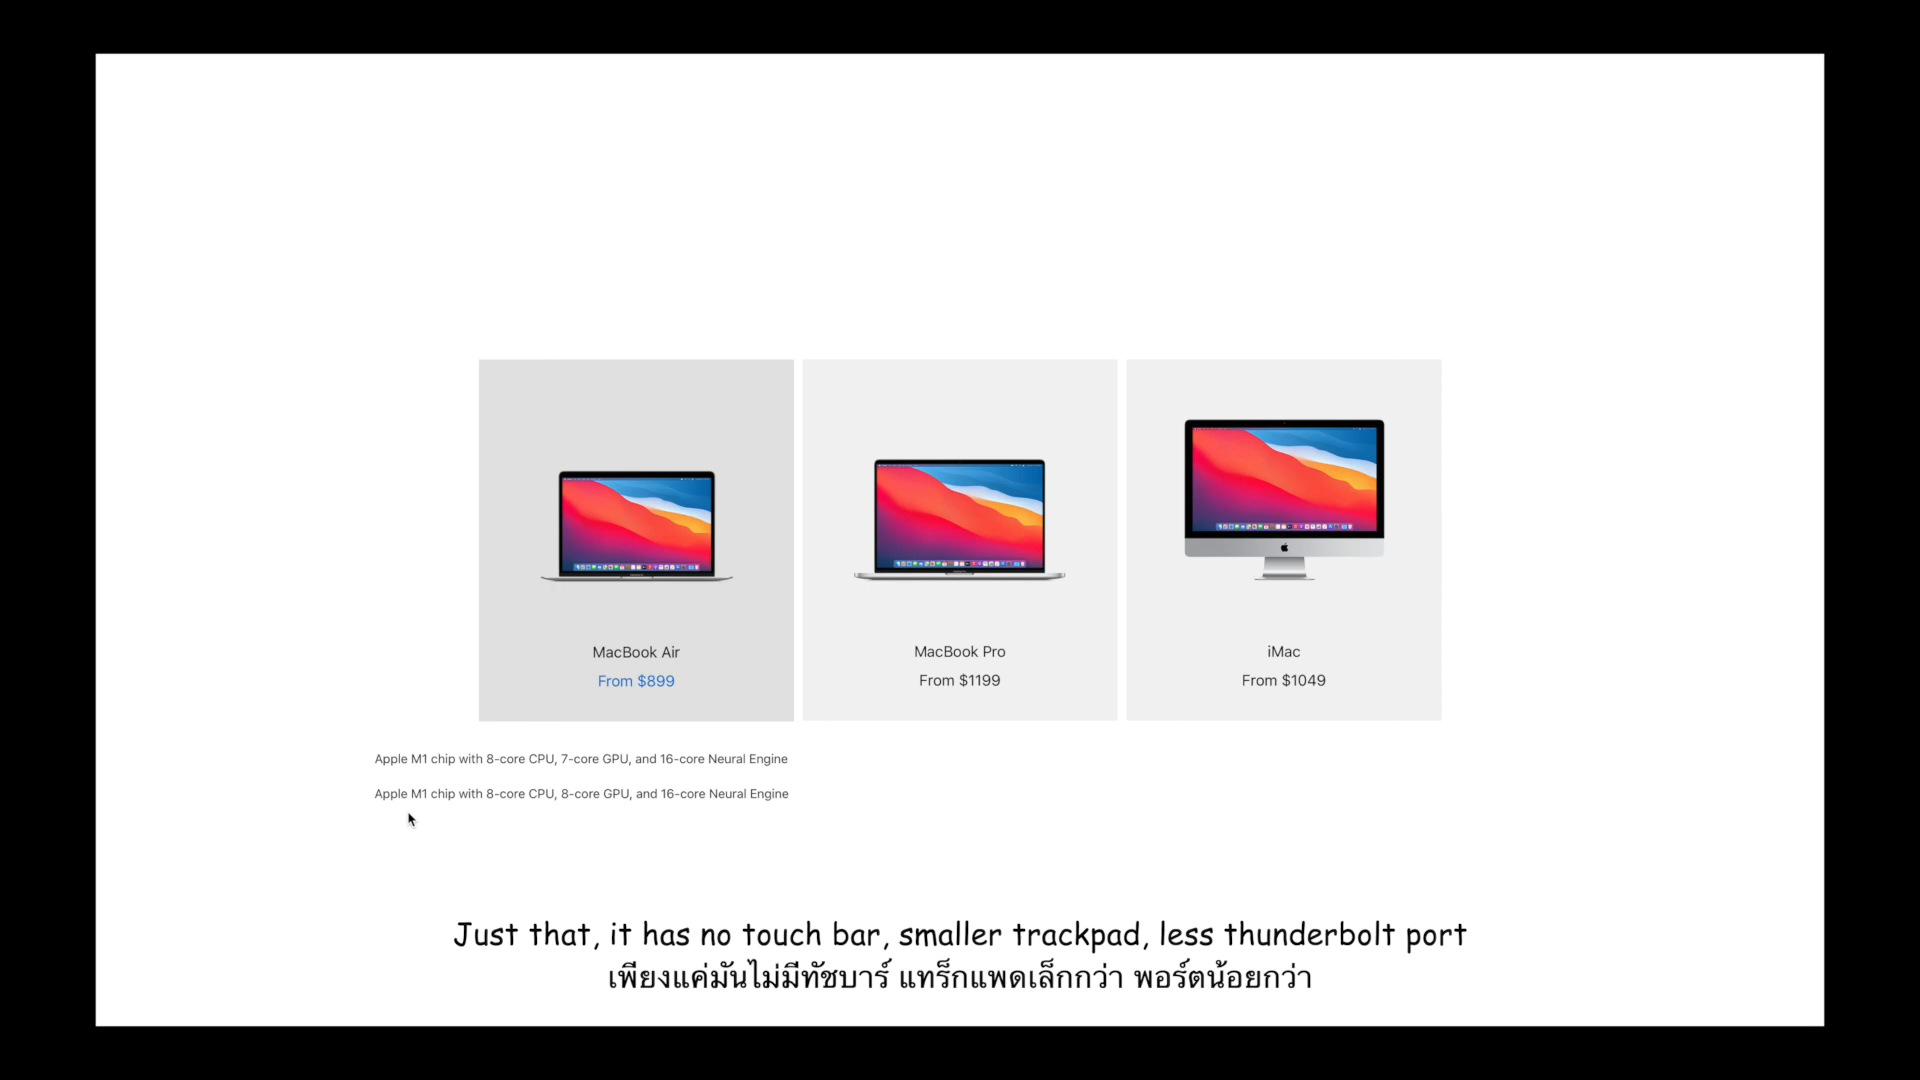 MacBook Air
From $899
MacBook Pro
From $1199
iMac
From $1049
Apple M1 chip with 8-core CPU, 7-core GPU, and 16-core Neural Engine
Apple M1 chip with 8-core CPU, 8-core GPU, and 16-core Neural Engine
Just that, it has no touch bar, smaller trackpad, less thunderbolt port
เพียงแค่มันไม่มีทัชบาร์ แทร็กแพดเล็กกว่า พอร์ตน้อยกว่า